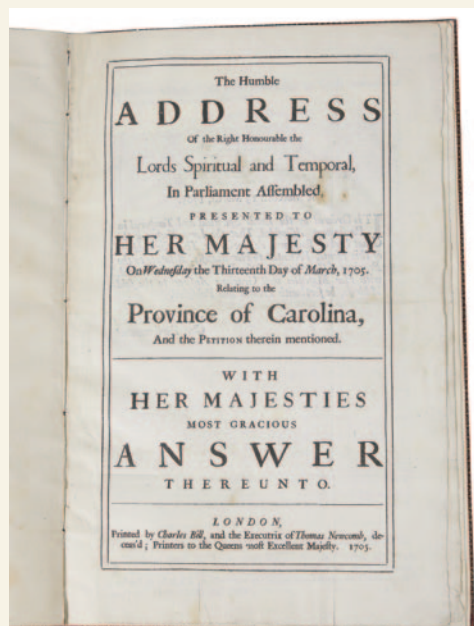 The Humble
ADDRESS
Of the Right Honourable the
Lords Spiritual and Temporal,
In Parliament Aſſembled,
PRESENTED TO
HER MAJESTY
On Wedneſday the Thirteenth Day of March, 1705.
Relating to the
Province of Carolina,
And the PETITION therein mentioned.
WITH
HER MAJESTIES
MOST GRACIOUS
ANSWER
THEREUNTO.
LONDON,
Printed by Charles Bill, and the Executrix of Thomas Newcomb, de-
ceas'd; Printers to the Queens moſt Excellent Majeſty. 1705.